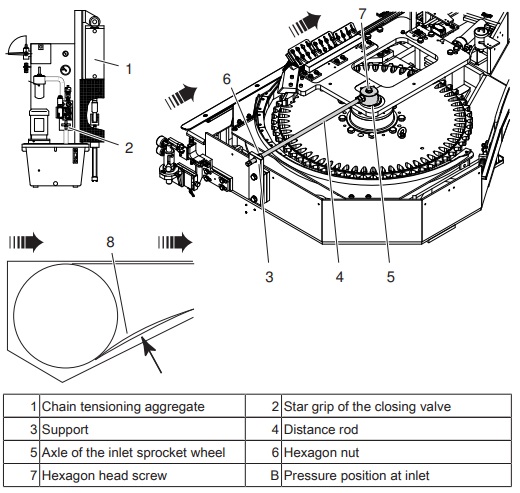 1
2
7
6
3
4
5
8
1 Chain tensioning aggregate 2 Star grip of the closing valve
3 Support 4 Distance rod
5 Axle of the inlet sprocket wheel 6 Hexagon nut
7 Hexagon head screw B Pressure position at inlet